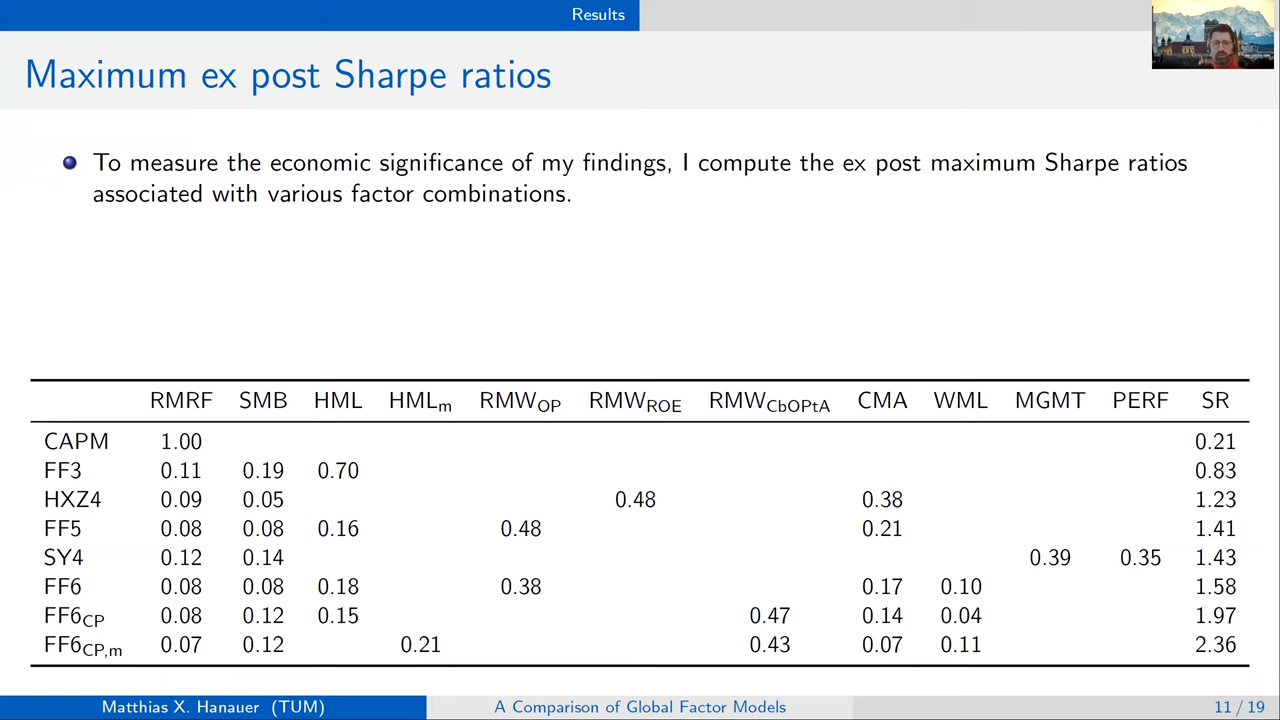 Results
Maximum ex post Sharpe ratios
To measure the economic significance of my findings, I compute the ex post maximum Sharpe ratios
associated with various factor combinations.
RMRF SMB HML HMLm RMWOP RMWROE RMWCbOPtA CMA WML MGMT PERF SR
CAPM 1.00 0.21
FF3 0.11 0.19 0.70 0.83
HXZ4 0.09 0.05 0.48 0.38 1.23
FF5 0.08 0.08 0.16 0.48 0.21 1.41
SY4 0.12 0.14 0.39 0.35 1.43
FF6 0.08 0.08 0.18 0.38 0.17 0.10 1.58
FF6CP 0.08 0.12 0.15 0.47 0.14 0.04 1.97
FF6CP,m 0.07 0.12 0.21 0.43 0.07 0.11 2.36
Matthias X. Hanauer (TUM) A Comparison of Global Factor Models 11 / 19